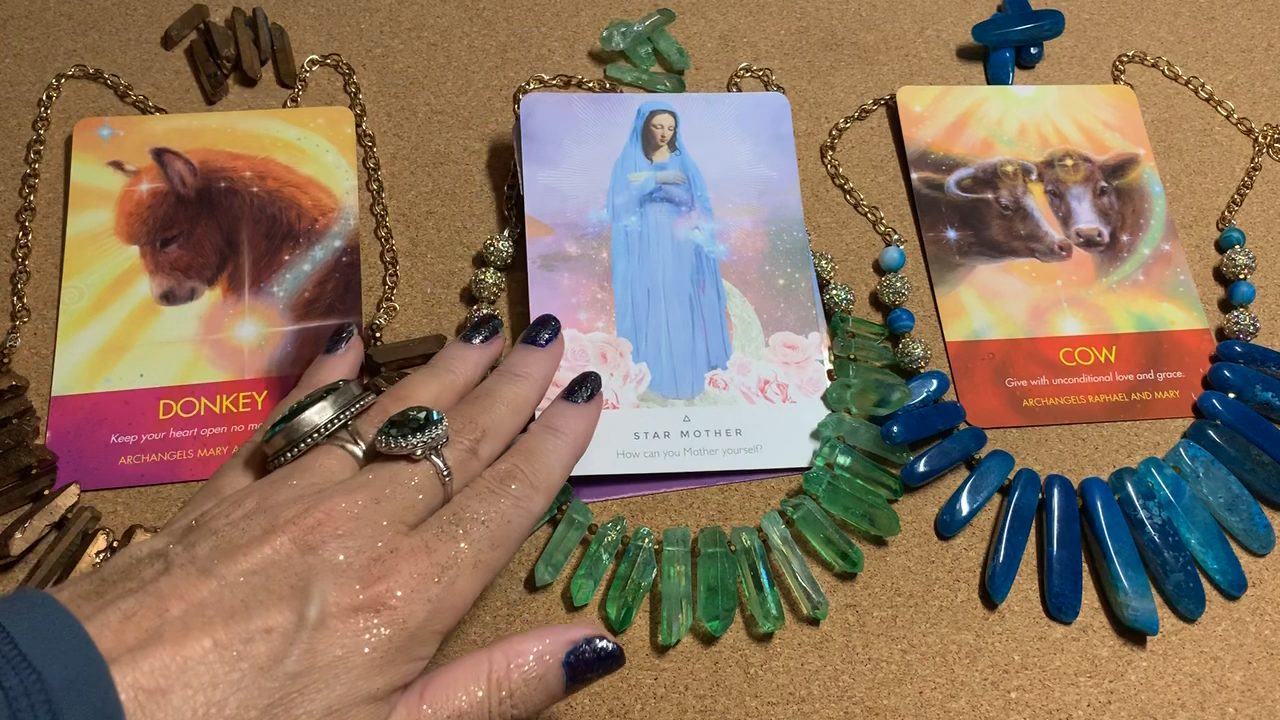 DONKEY
Keep your heart open no
ARCHANGELS MARY
STAR MOTHER
How can you Mother yourself?
COW
Give with unconditional love and grace.
ARCHANGELS RAPHAEL AND MARY